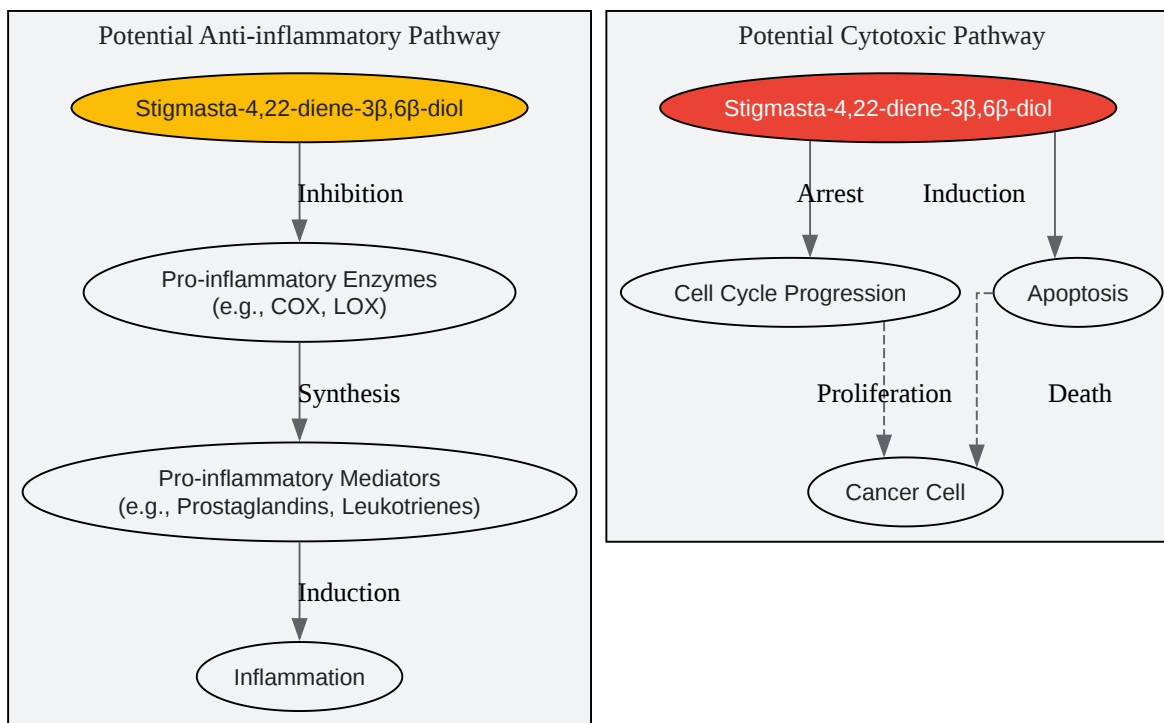 Potential Anti-inflammatory Pathway
Stigmasta-4,22-diene-3β,6β-diol
Inhibition
Pro-inflammatory Enzymes
(e.g., COX, LOX)
Synthesis
Pro-inflammatory Mediators
(e.g., Prostaglandins, Leukotrienes)
Induction
Inflammation
Potential Cytotoxic Pathway
Stigmasta-4,22-diene-3β,6β-diol
Arrest
Induction
Cell Cycle Progression
Apoptosis
Proliferation
Death
Cancer Cell